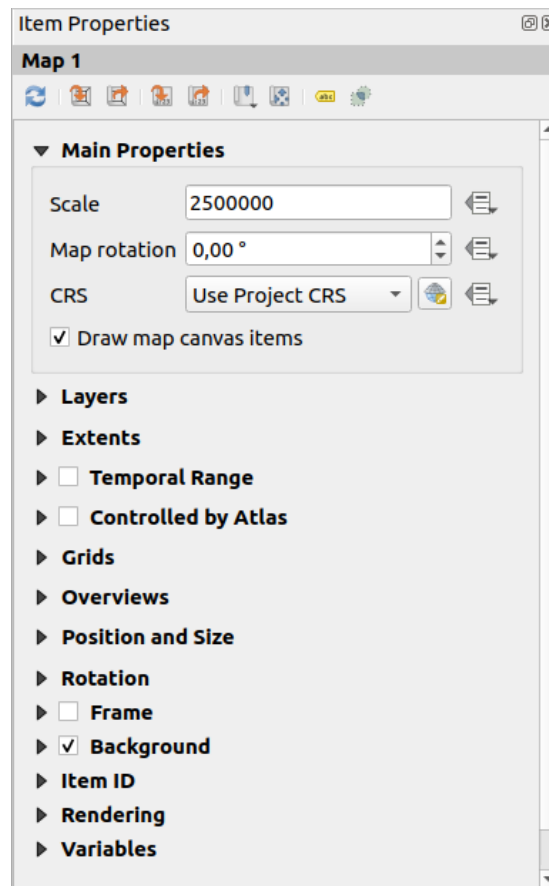 Item Properties
Map 1
Main Properties
Scale 2500000
Map rotation 0,00 °
CRS Use Project CRS
Draw map canvas items
Layers
Extents
Temporal Range
Controlled by Atlas
Grids
Overviews
Position and Size
Rotation
Frame
Background
Item ID
Rendering
Variables